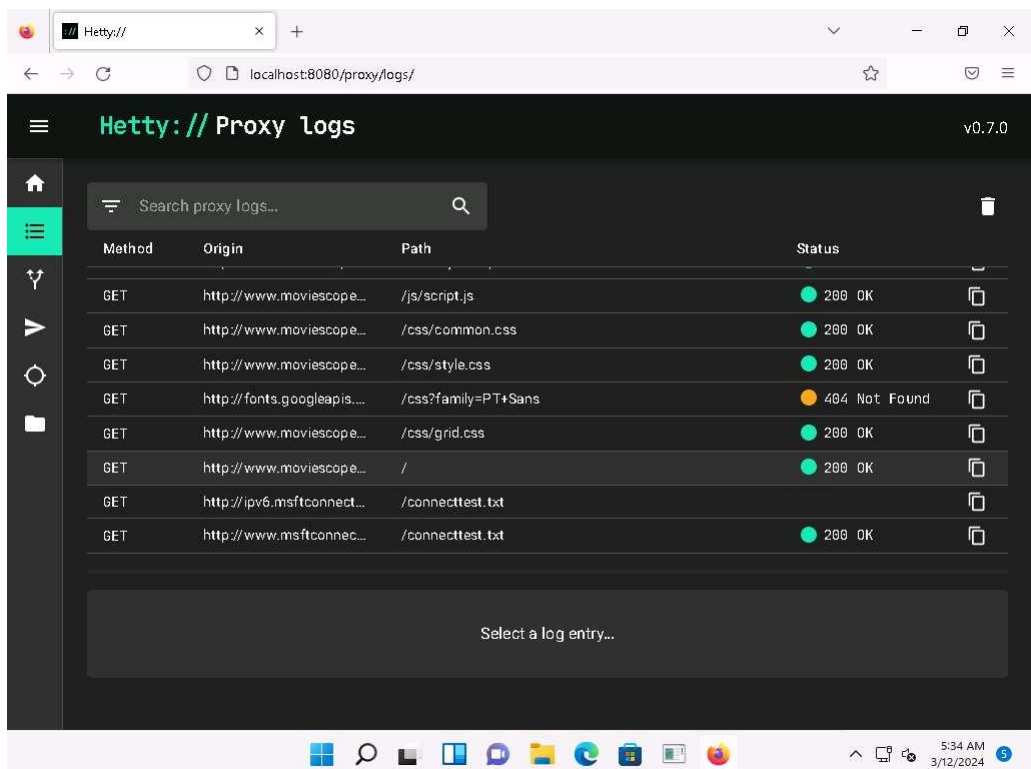 Hetty://
localhost:8080/proxy/logs/
Hetty:// Proxy logs
v0.7.0
Search proxy logs...
Method Origin Path Status
GET http://www.moviescope... /js/script.js 200 OK
GET http://www.moviescope... /css/common.css 200 OK
GET http://www.moviescope... /css/style.css 200 OK
GET http://fonts.googleapis.... /css?family=PT+Sans 404 Not Found
GET http://www.moviescope... /css/grid.css 200 OK
GET http://www.moviescope... / 200 OK
GET http://ipv6.msftconnect... /connecttest.txt
GET http://www.msftconnec... /connecttest.txt 200 OK
Select a log entry...
5:34 AM
3/12/2024
5